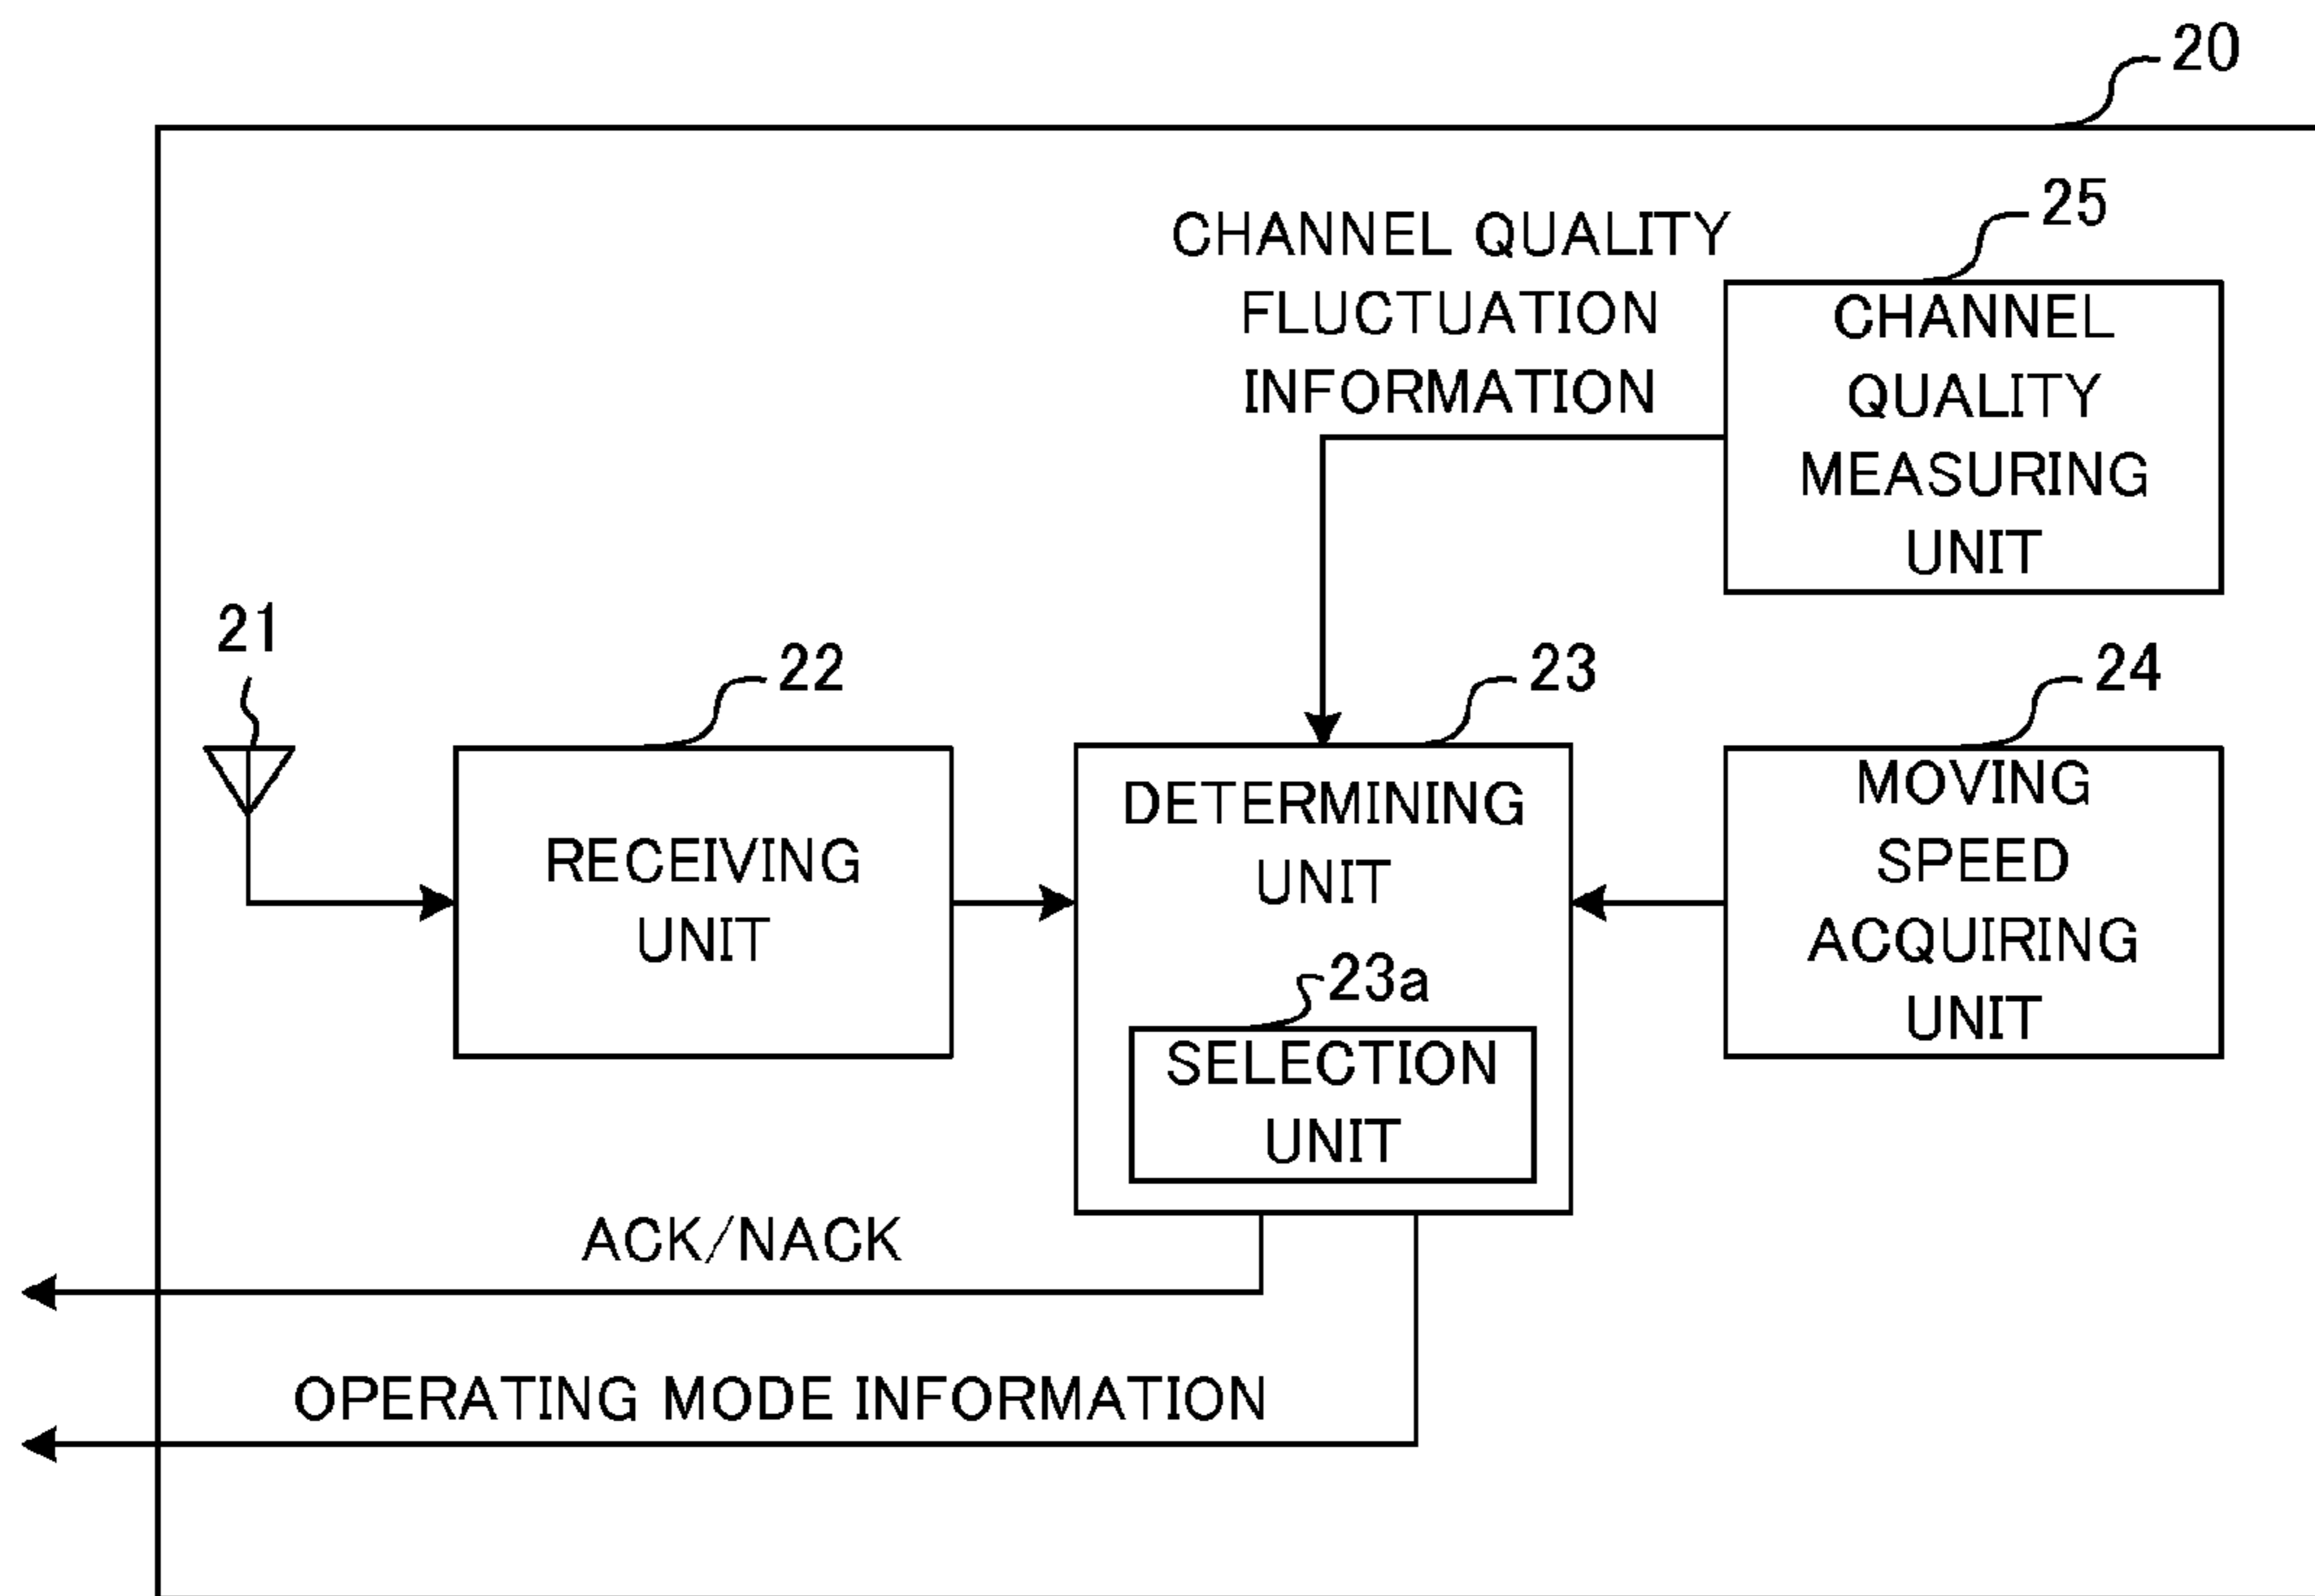 20
25
CHANNEL QUALITY
FLUCTUATION
INFORMATION
CHANNEL
QUALITY
MEASURING
UNIT
21
22
23
24
RECEIVING
UNIT
DETERMINING
UNIT
23a
SELECTION
UNIT
MOVING
SPEED
ACQUIRING
UNIT
ACK/NACK
OPERATING MODE INFORMATION